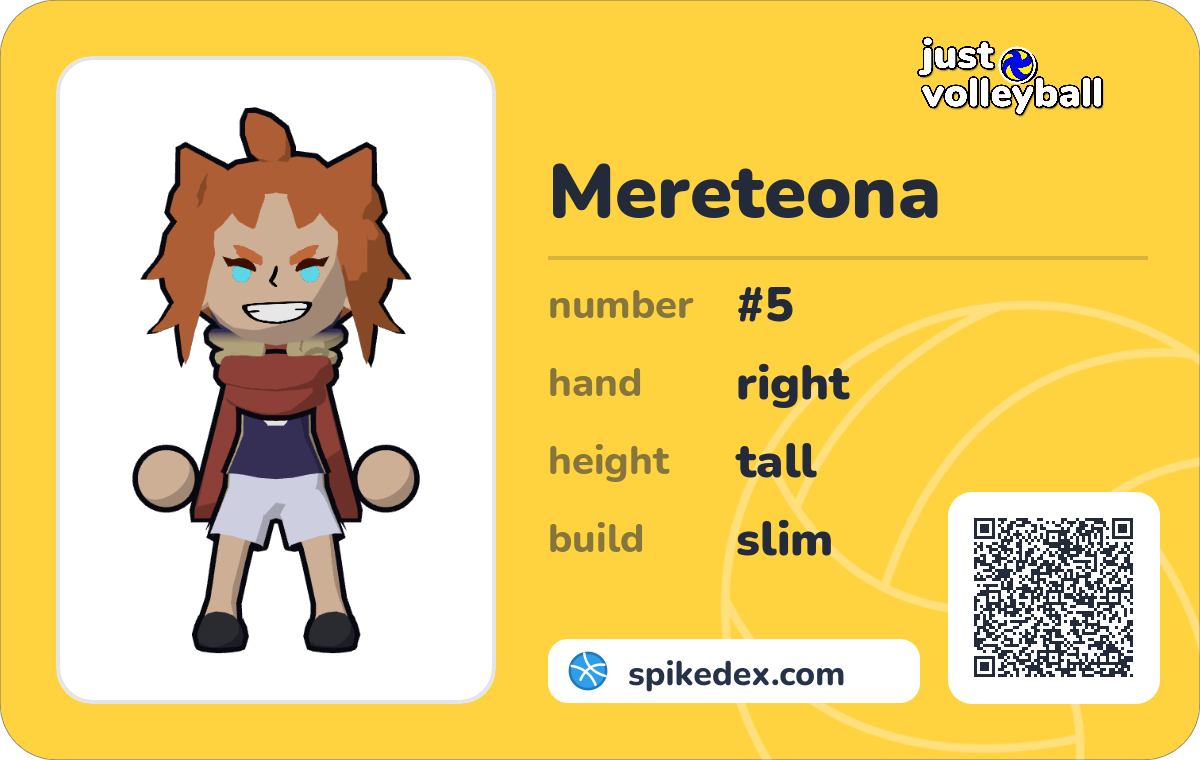 just
volleyball
Mereteona
number #5
hand right
height tall
build slim
spikedex.com